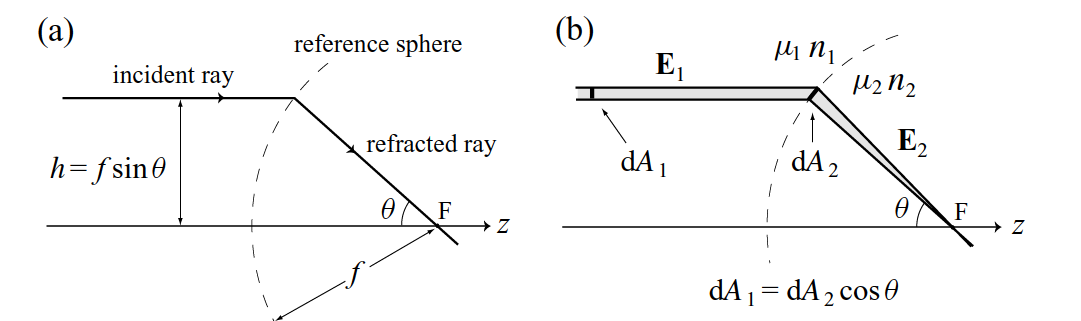 (a)
reference sphere
incident ray
refracted ray
h = f sin θ
θ
F
z
f
(b)
E₁
μ₁ n₁
μ₂ n₂
E₂
dA₁
dA₂
θ
F
z
dA₁ = dA₂ cos θ